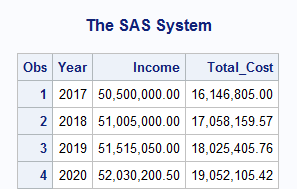 The SAS System
Obs Year Income Total_Cost
1 2017 50,500,000.00 16,146,805.00
2 2018 51,005,000.00 17,058,159.57
3 2019 51,515,050.00 18,025,405.76
4 2020 52,030,200.50 19,052,105.42